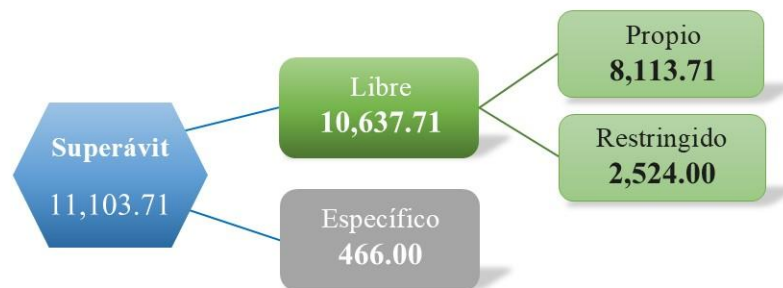 Superávit
11,103.71
Libre
10,637.71
Específico
466.00
Propio
8,113.71
Restringido
2,524.00